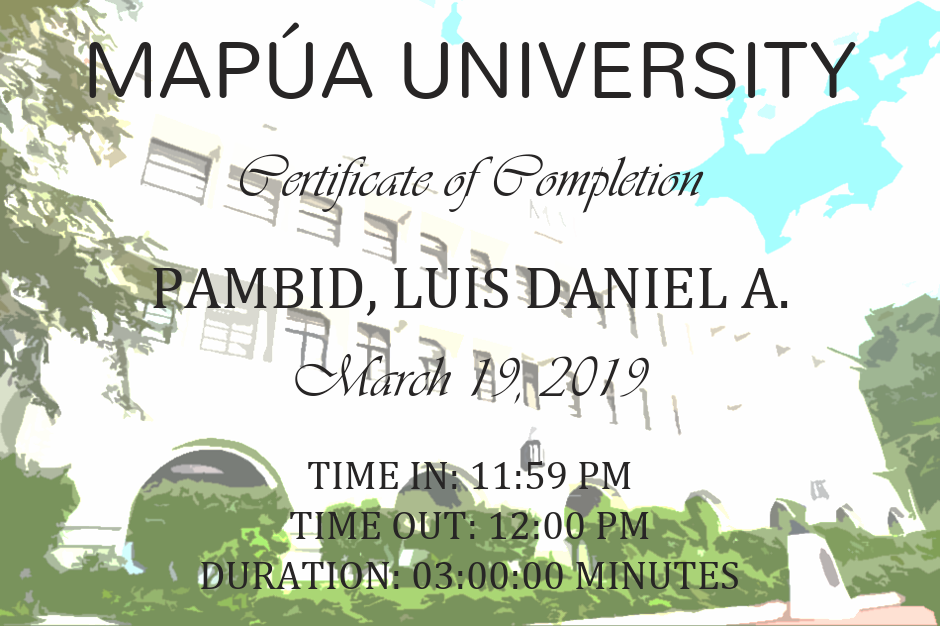 MAPÚA UNIVERSITY
Certificate of Completion
PAMBID, LUIS DANIEL A.
March 19, 2019
TIME IN: 11:59 PM
TIME OUT: 12:00 PM
DURATION: 03:00:00 MINUTES